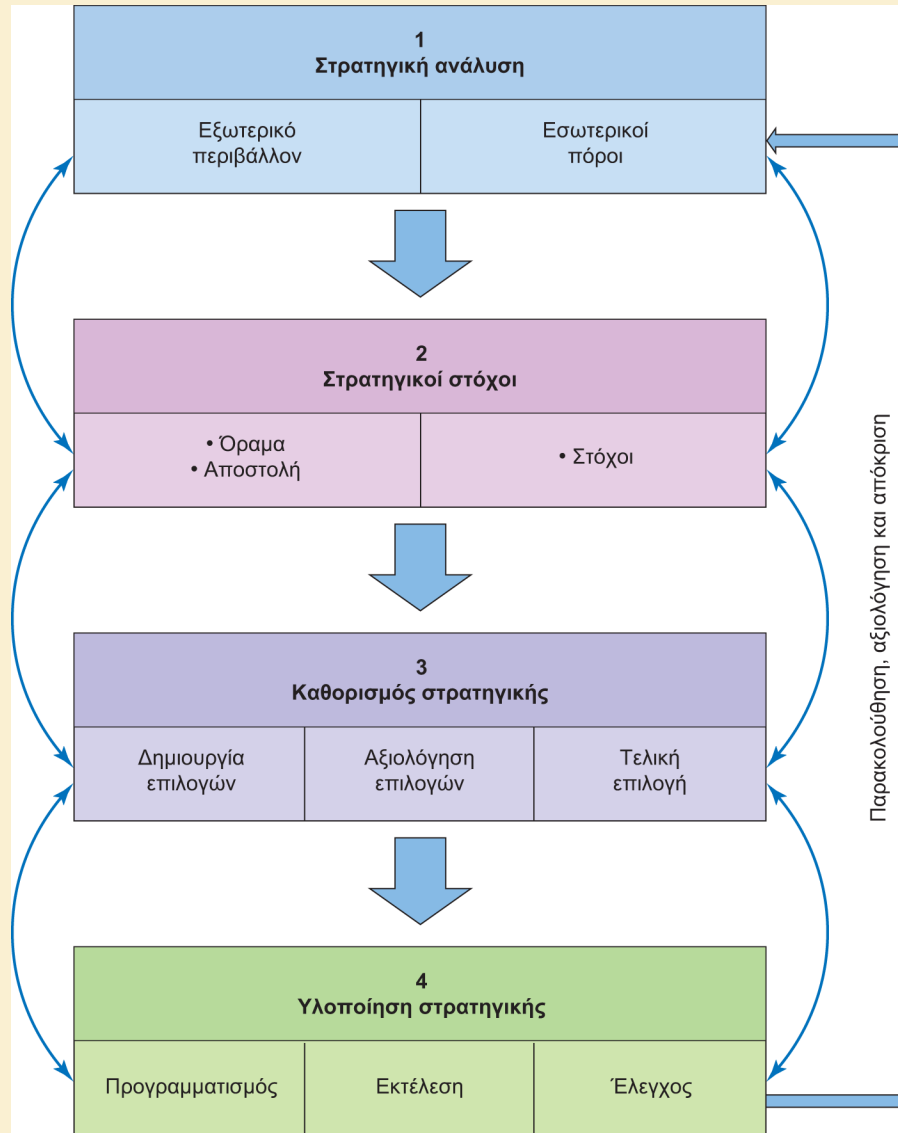 1
Στρατηγική ανάλυση
Εξωτερικό
περιβάλλον
Εσωτερικοί
πόροι
2
Στρατηγικοί στόχοι
• Όραμα
• Αποστολή
• Στόχοι
3
Καθορισμός στρατηγικής
Δημιουργία
επιλογών
Αξιολόγηση
επιλογών
Τελική
επιλογή
4
Υλοποίηση στρατηγικής
Προγραμματισμός
Εκτέλεση
Έλεγχος
Παρακολούθηση, αξιολόγηση και απόκριση